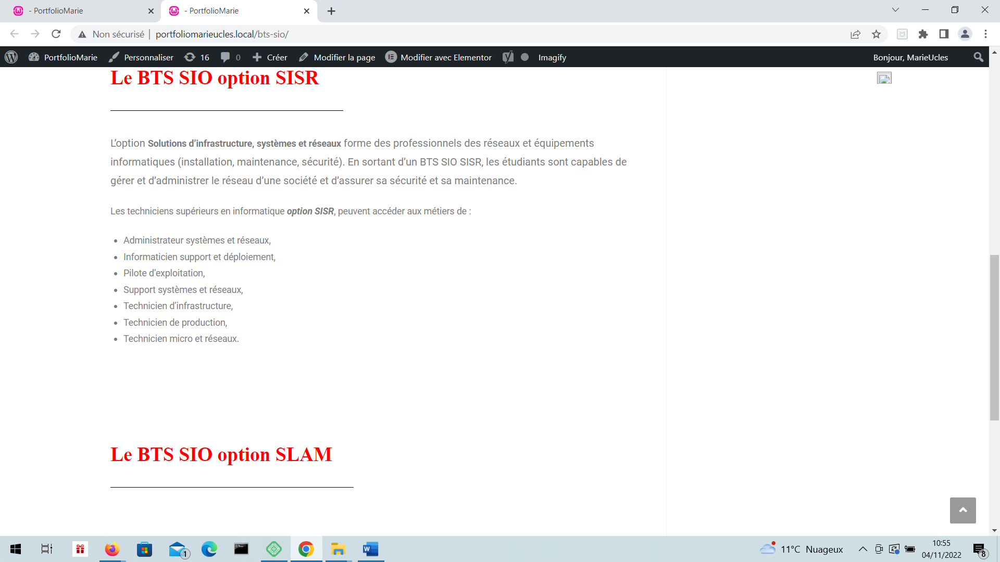 - PortfolioMarie
- PortfolioMarie
Non sécurisé | portfoliomarieucles.local/bts-sio/
PortfolioMarie Personnaliser 16 0 Créer Modifier la page Modifier avec Elementor Imagify Bonjour, MarieUcles
Le BTS SIO option SISR
L’option Solutions d’infrastructure, systèmes et réseaux forme des professionnels des réseaux et équipements
informatiques (installation, maintenance, sécurité). En sortant d’un BTS SIO SISR, les étudiants sont capables de
gérer et d’administrer le réseau d’une société et d’assurer sa sécurité et sa maintenance.
Les techniciens supérieurs en informatique option SISR, peuvent accéder aux métiers de :
• Administrateur systèmes et réseaux,
• Informaticien support et déploiement,
• Pilote d’exploitation,
• Support systèmes et réseaux,
• Technicien d’infrastructure,
• Technicien de production,
• Technicien micro et réseaux.
Le BTS SIO option SLAM
1
11°C Nuageux
10:55
04/11/2022
8